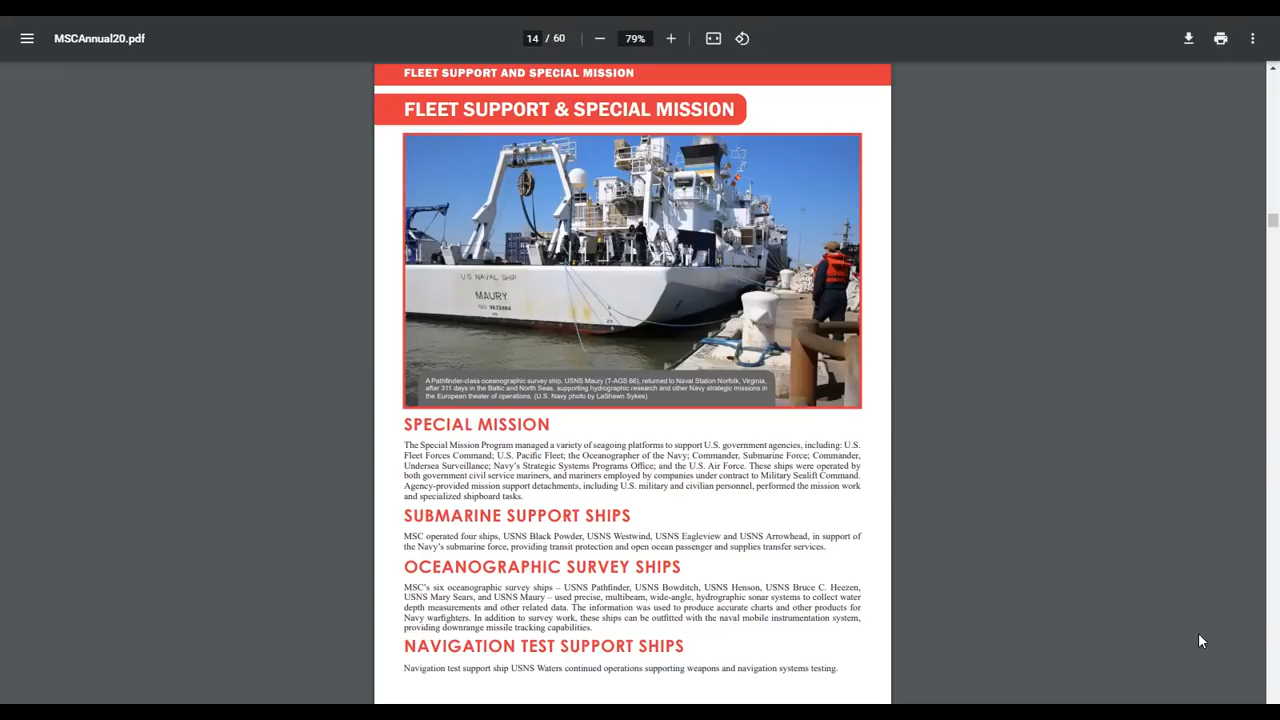 MSCAnnual20.pdf
14 / 60
79%
FLEET SUPPORT AND SPECIAL MISSION
FLEET SUPPORT & SPECIAL MISSION
U.S. NAVAL SHIP
MAURY
A Pathfinder-class oceanographic survey ship, USNS Maury (T-AGS 66), returned to Naval Station Norfolk, Virginia,
after 311 days in the Baltic and North Seas, supporting hydrographic research and other Navy strategic missions in
the European theater of operations. (U.S. Navy photo by LaShawn Sykes)
SPECIAL MISSION
The Special Mission Program managed a variety of seagoing platforms to support U.S. government agencies, including: U.S.
Fleet Forces Command; U.S. Pacific Fleet; the Oceanographer of the Navy; Commander, Submarine Force; Commander,
Undersea Surveillance; Navy's Strategic Systems Programs Office; and the U.S. Air Force. These ships were operated by
both government civil service mariners, and mariners employed by companies under contract to Military Sealift Command.
Agency-provided mission support detachments, including U.S. military and civilian personnel, performed the mission work
and specialized shipboard tasks.
SUBMARINE SUPPORT SHIPS
MSC operated four ships, USNS Black Powder, USNS Westwind, USNS Eagleview and USNS Arrowhead, in support of
the Navy's submarine force, providing transit protection and open ocean passenger and supplies transfer services.
OCEANOGRAPHIC SURVEY SHIPS
MSC's six oceanographic survey ships – USNS Pathfinder, USNS Bowditch, USNS Henson, USNS Bruce C. Heezen,
USNS Mary Sears, and USNS Maury – used precise, multibeam, wide-angle, hydrographic sonar systems to collect water
depth measurements and other related data. The information was used to produce accurate charts and other products for
Navy warfighters. In addition to survey work, these ships can be outfitted with the naval mobile instrumentation system,
providing downrange missile tracking capabilities.
NAVIGATION TEST SUPPORT SHIPS
Navigation test support ship USNS Waters continued operations supporting weapons and navigation systems testing.